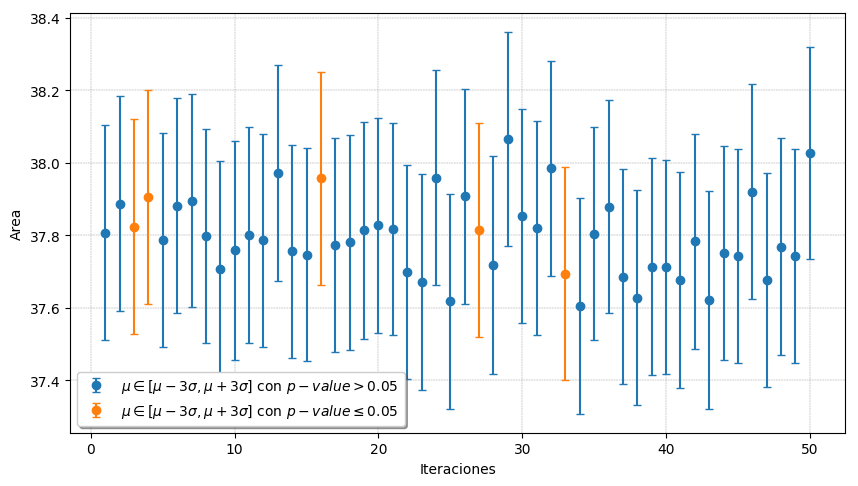 38.4
38.2
38.0
37.8
37.6
37.4
Area
μ ∈ [μ − 3σ, μ + 3σ] con p − value > 0.05
μ ∈ [μ − 3σ, μ + 3σ] con p − value ≤ 0.05
0 10 20 30 40 50
Iteraciones